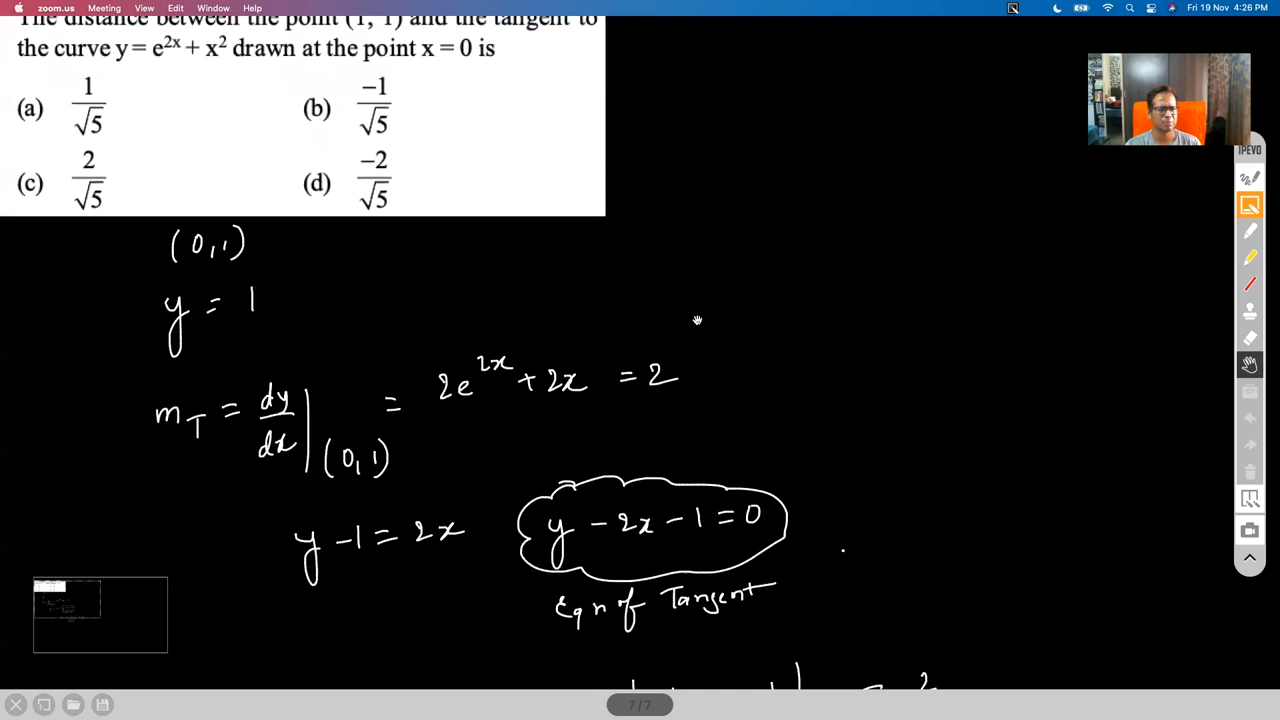 zoom.us Meeting View Edit Window Help Fri 19 Nov 4:26 PM
The distance between the point (1, 1) and the tangent to
the curve y = e^{2x} + x² drawn at the point x = 0 is
(a) 1/√5 (b) −1/√5
(c) 2/√5 (d) −2/√5
IPEVO
(0,1)
y = 1
m_T = dy/dx |_(0,1) = 2e^{2x} + 2x = 2
y − 1 = 2x y − 2x − 1 = 0
Eqn of Tangent
7 / 7